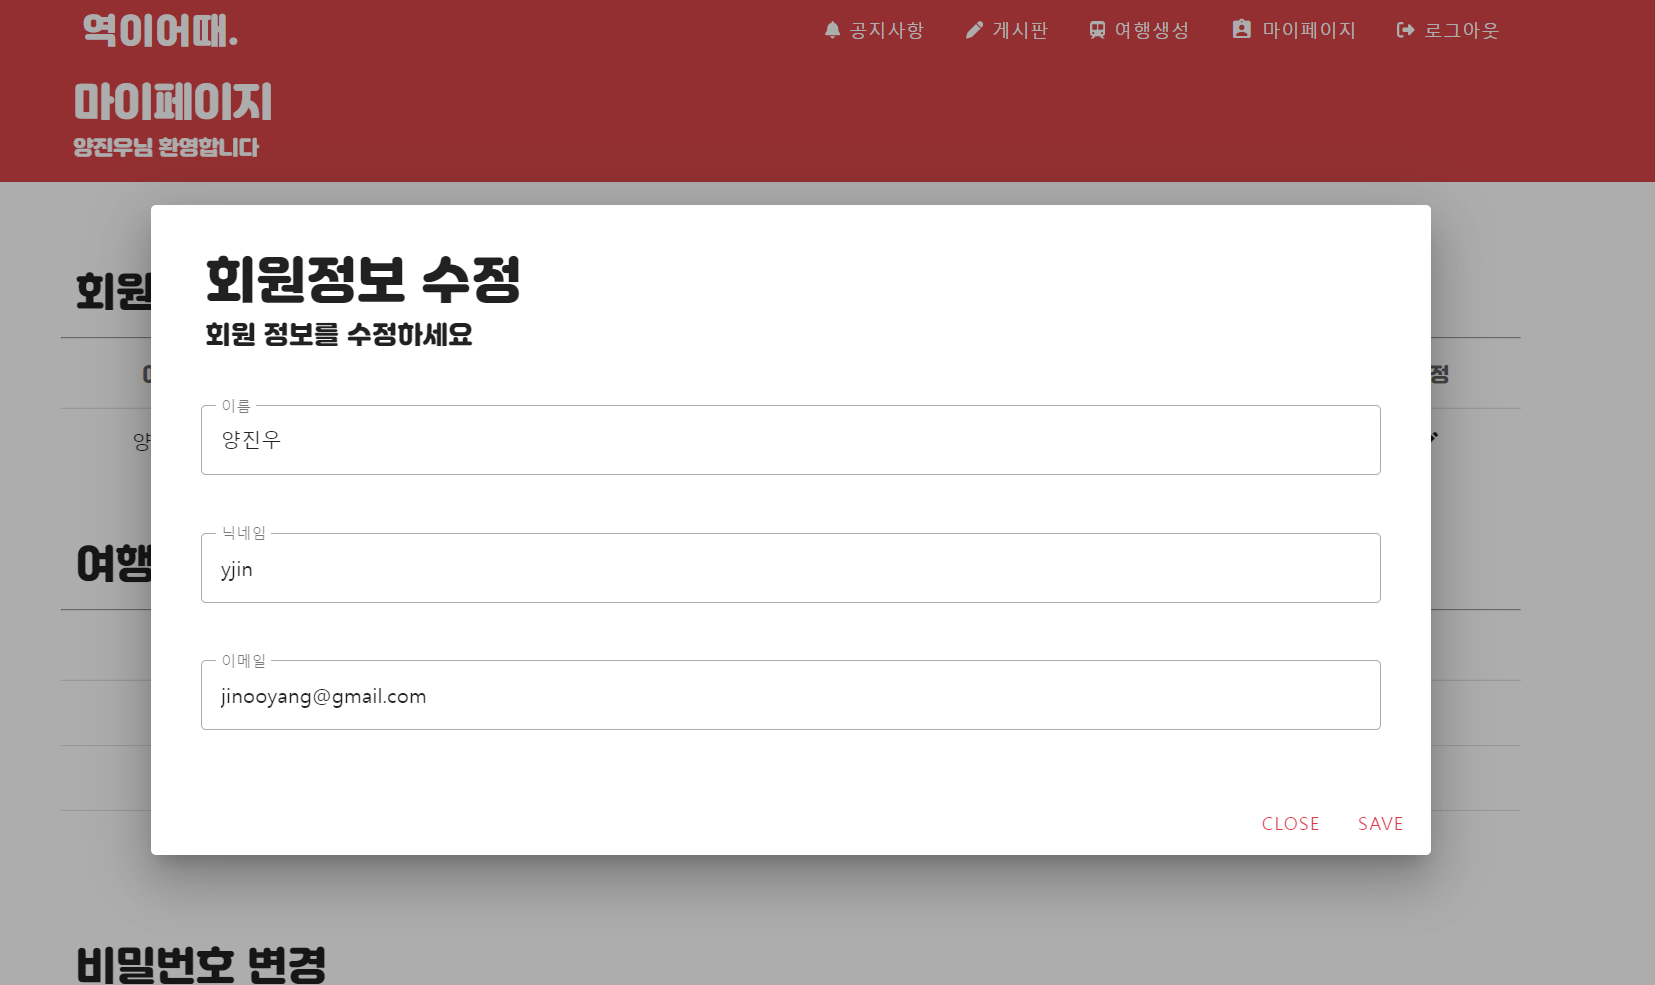 역이어때.
공지사항 게시판 여행생성 마이페이지 로그아웃
마이페이지
양진우님 환영합니다
회원
회원정보 수정
회원 정보를 수정하세요
정
이름
양진우
양
여행
닉네임
yjin
이메일
jinooyang@gmail.com
CLOSE SAVE
비밀번호 변경